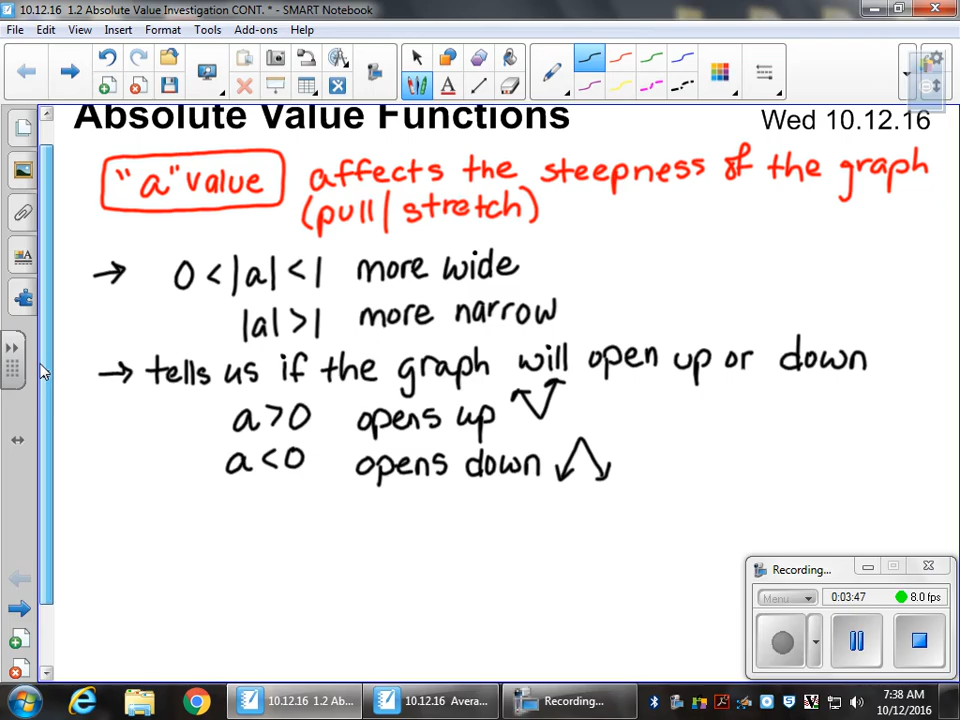 10.12.16 1.2 Absolute Value Investigation CONT. * - SMART Notebook
File Edit View Insert Format Tools Add-ons Help
Absolute Value Functions
Wed 10.12.16
"a" value affects the steepness of the graph
(pull/stretch)
→ 0 < |a| < 1 more wide
|a| > 1 more narrow
→ tells us if the graph will open up or down
a > 0 opens up
a < 0 opens down
Recording...
Menu 0:03:47 8.0 fps
10.12.16 1.2 Ab... 10.12.16 Avera... Recording...
7:38 AM
10/12/2016